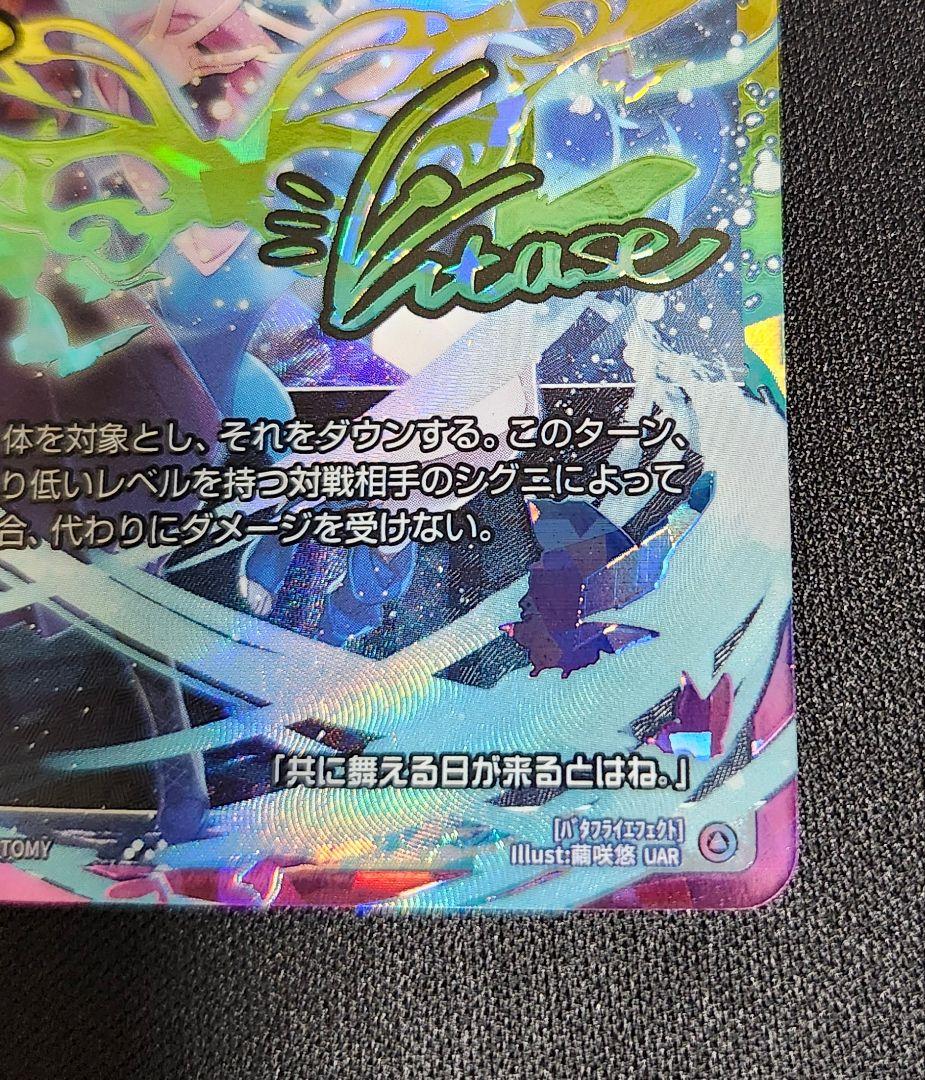 Vitase
体を対象とし、それをダウンする。このターン、
り低いレベルを持つ対戦相手のシグニによって
合、代わりにダメージを受けない。
「共に舞える日が来るとはね。」
[バタフライエフェクト]
TOMY
Illust:繭咲悠 UAR